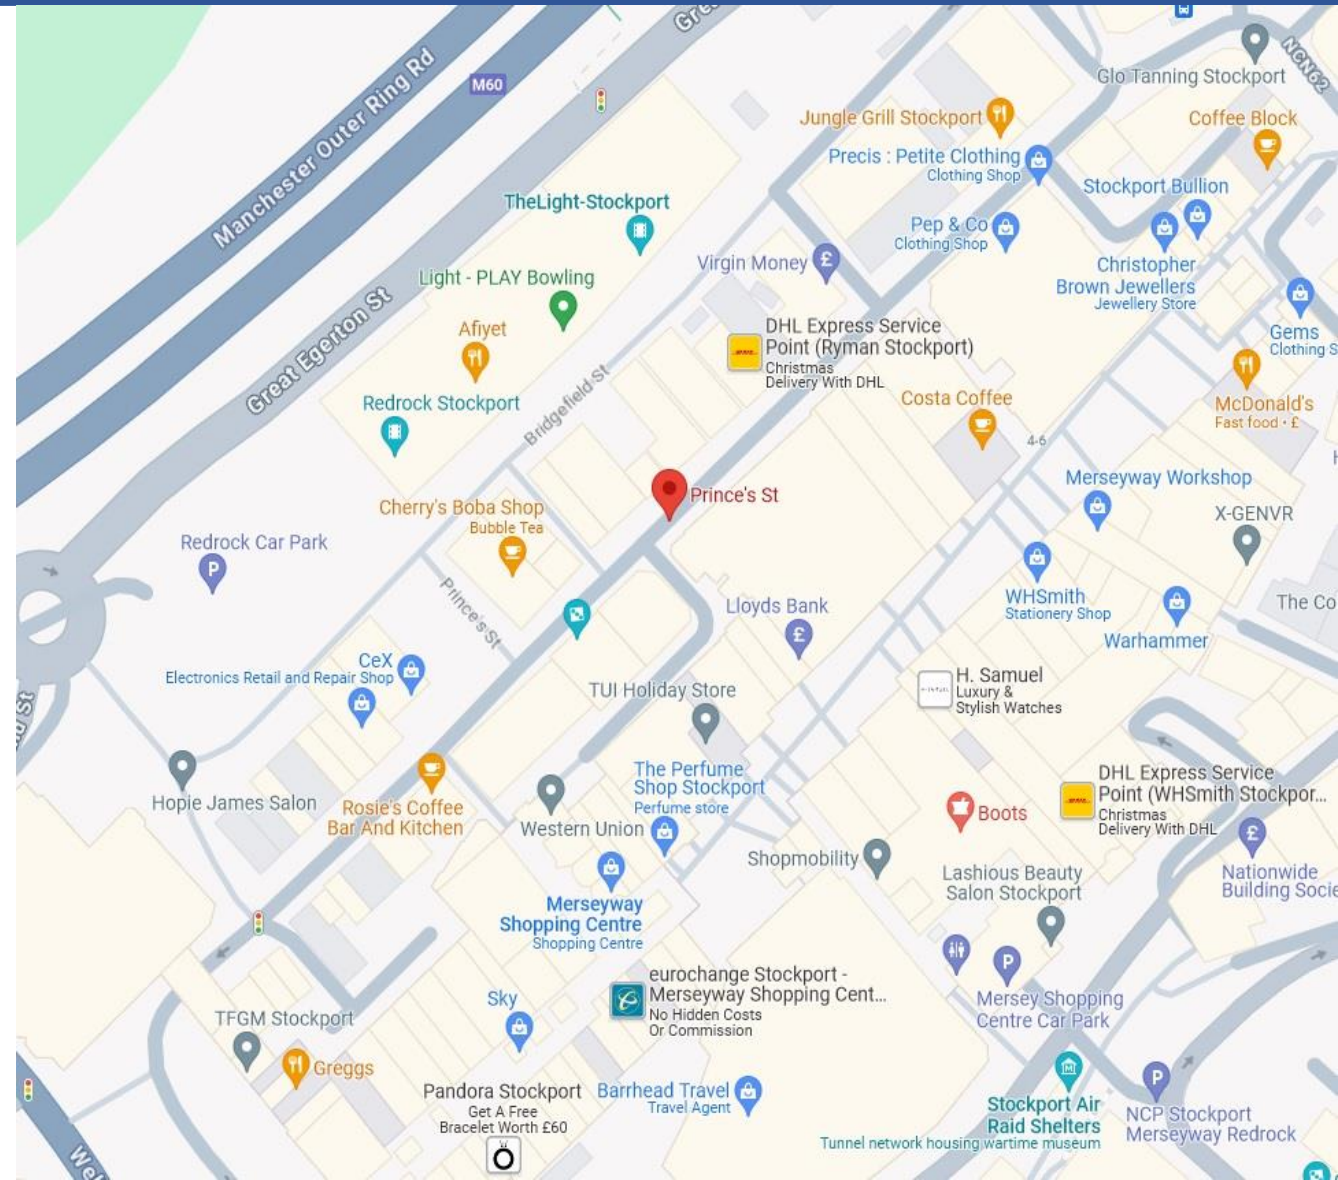 Gre
Manchester Outer Ring Rd
M60
Great Egerton St
NCN62
Glo Tanning Stockport
Jungle Grill Stockport
Coffee Block
Precis : Petite Clothing
Clothing Shop
Stockport Bullion
TheLight-Stockport
Pep & Co
Clothing Shop
Virgin Money
£
Christopher
Brown Jewellers
Jewellery Store
Light - PLAY Bowling
Afiyet
DHL Express Service
Point (Ryman Stockport)
Christmas
Delivery With DHL
Gems
Clothing S
Redrock Stockport
Bridgefield St
Costa Coffee
McDonald's
Fast food • £
4-6
Prince's St
Merseyway Workshop
Cherry's Boba Shop
Bubble Tea
X-GENVR
Redrock Car Park
P
Prince's St
WHSmith
Stationery Shop
The Co
Lloyds Bank
£
Warhammer
CeX
Electronics Retail and Repair Shop
TUI Holiday Store
H. Samuel
Luxury &
Stylish Watches
Hopie James Salon
Rosie's Coffee
Bar And Kitchen
The Perfume
Shop Stockport
Perfume store
Western Union
Boots
DHL Express Service
Point (WHSmith Stockpor...
Christmas
Delivery With DHL
Shopmobility
Lashious Beauty
Salon Stockport
£
Nationwide
Building Socie
Merseyway
Shopping Centre
Shopping Centre
P
Mersey Shopping
Centre Car Park
eurochange Stockport -
Merseyway Shopping Cent...
No Hidden Costs
Or Commission
Sky
TFGM Stockport
Greggs
Pandora Stockport
Get A Free
Bracelet Worth £60
Barrhead Travel
Travel Agent
Stockport Air
Raid Shelters
Tunnel network housing wartime museum
P
NCP Stockport
Merseyway Redrock
Wel